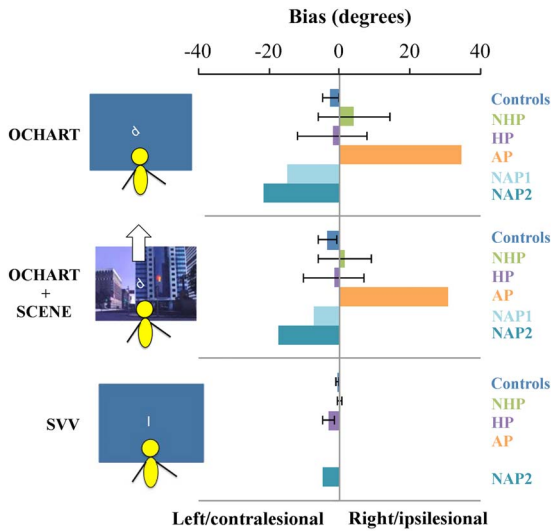 Bias (degrees)
-40 -20 0 20 40
OCHART
d
Controls
NHP
HP
AP
NAP1
NAP2
OCHART
+
SCENE
d
Controls
NHP
HP
AP
NAP1
NAP2
SVV
l
Controls
NHP
HP
AP
NAP2
Left/contralesional Right/ipsilesional